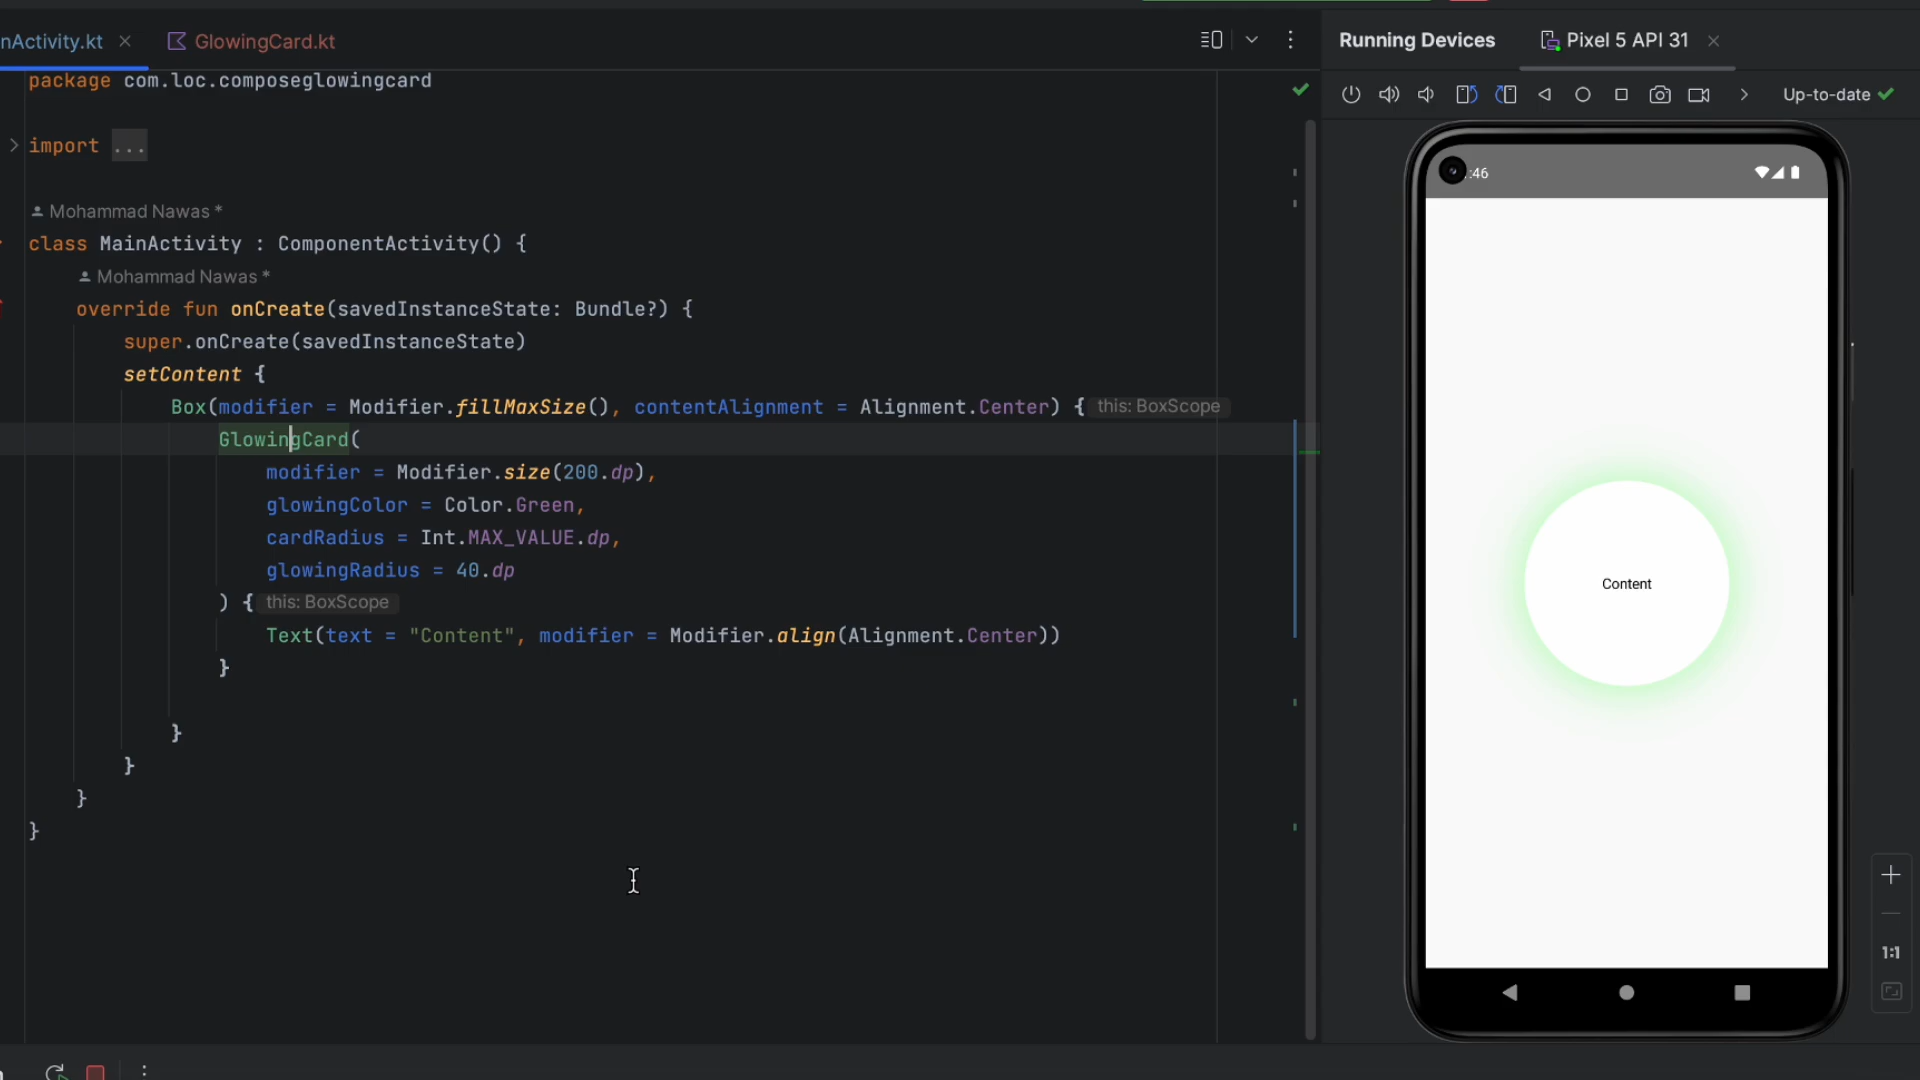 nActivity.kt
GlowingCard.kt
Running Devices
Pixel 5 API 31
Up-to-date
package com.loc.composeglowingcard
import ...
Mohammad Nawas *
class MainActivity : ComponentActivity() {
Mohammad Nawas *
override fun onCreate(savedInstanceState: Bundle?) {
super.onCreate(savedInstanceState)
setContent {
Box(modifier = Modifier.fillMaxSize(), contentAlignment = Alignment.Center) { this: BoxScope
GlowingCard(
modifier = Modifier.size(200.dp),
glowingColor = Color.Green,
cardRadius = Int.MAX_VALUE.dp,
glowingRadius = 40.dp
) { this: BoxScope
Text(text = "Content", modifier = Modifier.align(Alignment.Center))
}
}
}
}
}
:46
Content
1:1